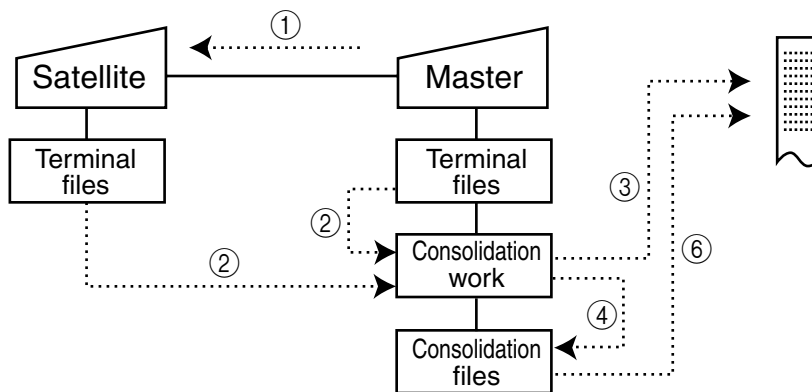 ①
Satellite
Master
Terminal
files
Terminal
files
②
②
③
Consolidation
work
⑥
④
Consolidation
files